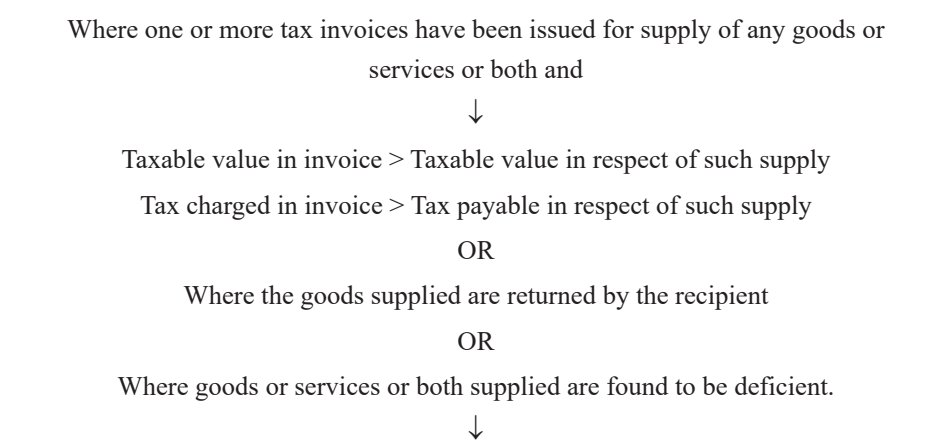 Where one or more tax invoices have been issued for supply of any goods or
services or both and
↓
Taxable value in invoice > Taxable value in respect of such supply
Tax charged in invoice > Tax payable in respect of such supply
OR
Where the goods supplied are returned by the recipient
OR
Where goods or services or both supplied are found to be deficient.
↓